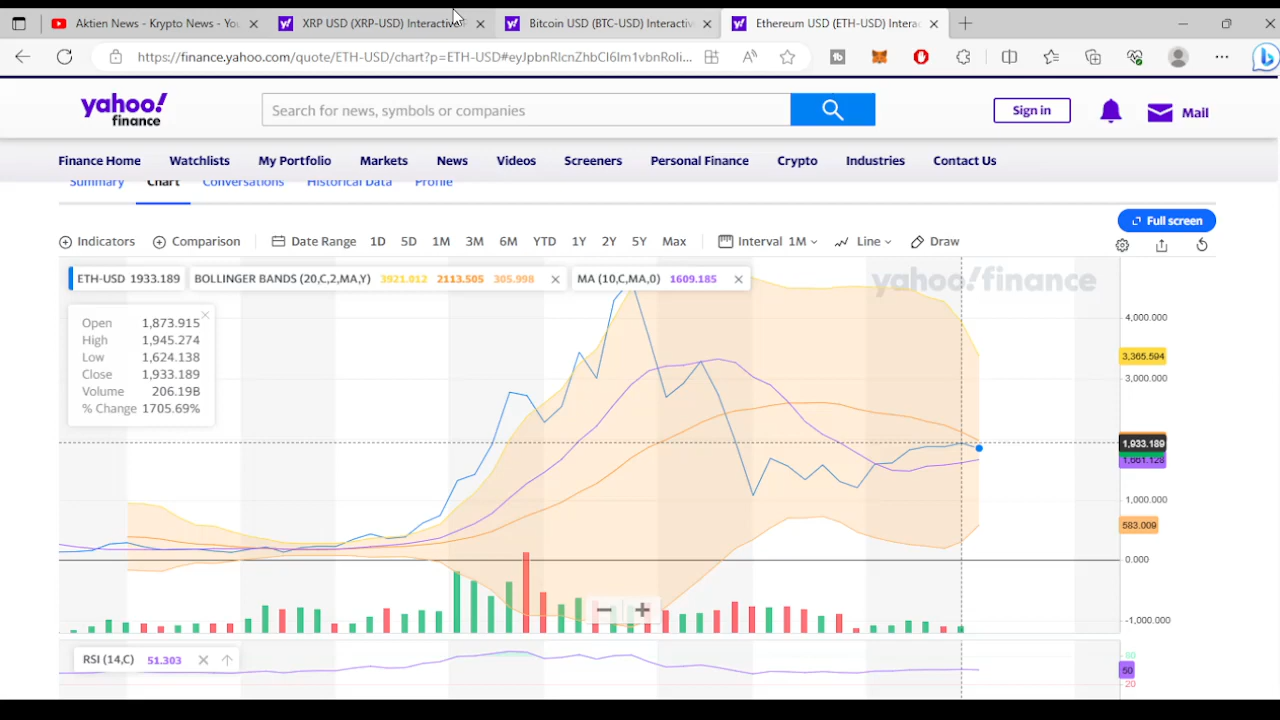 Aktien News - Krypto News - You
XRP USD (XRP-USD) Interactive
Bitcoin USD (BTC-USD) Interactiv
Ethereum USD (ETH-USD) Interac
https://finance.yahoo.com/quote/ETH-USD/chart?p=ETH-USD#eyJpbnRlcnZhbCI6Im1vbnRoIi...
yahoo!
finance
Search for news, symbols or companies
Sign in
Mail
Finance Home Watchlists My Portfolio Markets News Videos Screeners Personal Finance Crypto Industries Contact Us
Summary Chart Conversations Historical Data Profile
Full screen
Indicators Comparison Date Range 1D 5D 1M 3M 6M YTD 1Y 2Y 5Y Max Interval 1M Line Draw
ETH-USD 1933.189 BOLLINGER BANDS (20,C,2,MA,Y) 3921.012 2113.505 305.998 MA (10,C,MA,0) 1609.185
yahoo!finance
Open 1,873.915
High 1,945.274
Low 1,624.138
Close 1,933.189
Volume 206.19B
% Change 1705.69%
4,000.000
3,365.594
3,000.000
1,933.189
1,661.128
1,000.000
583.009
0.000
-1,000.000
RSI (14,C) 51.303
80
50
20